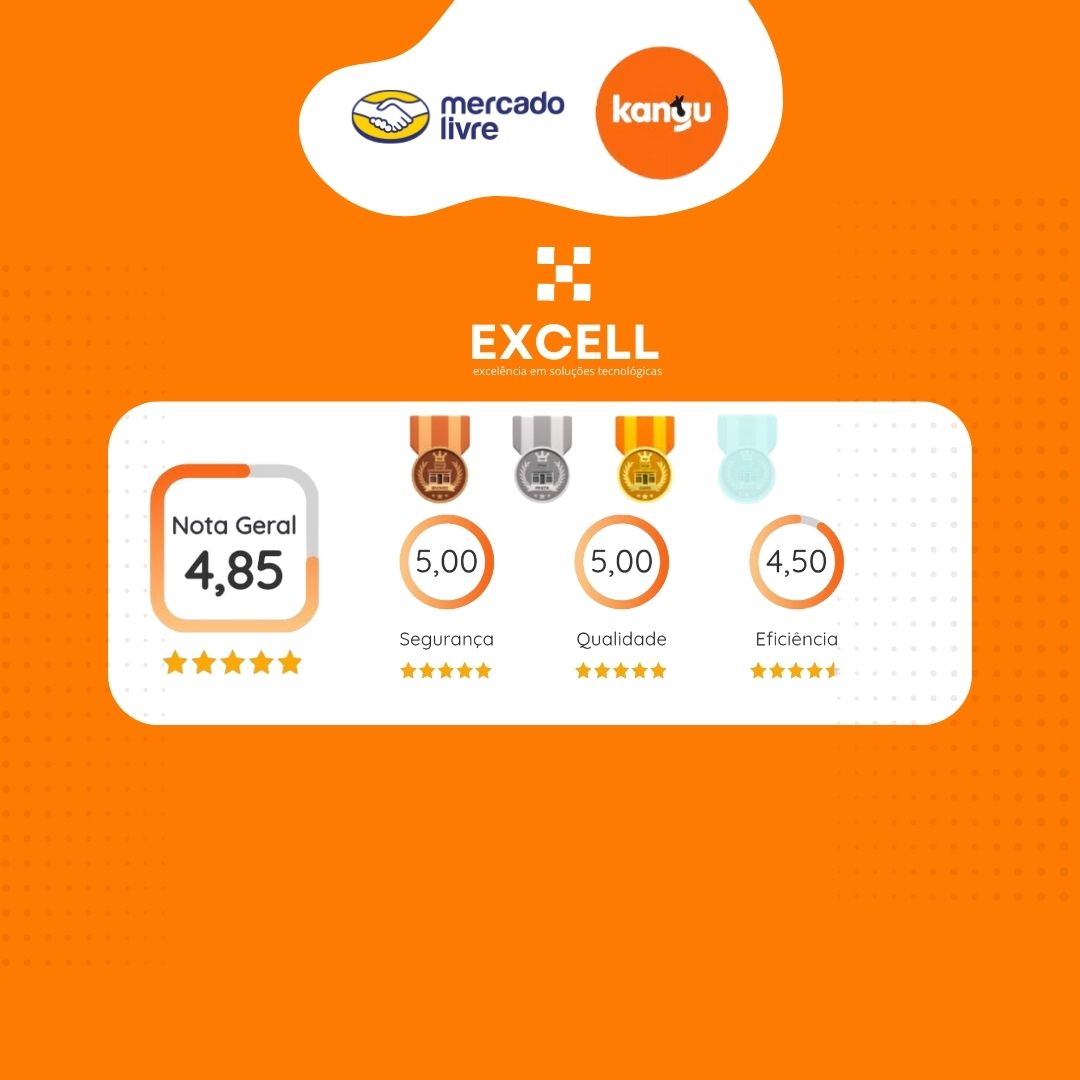 mercado
livre
kangu
EXCELL
excelência em soluções tecnológicas
Nota Geral
4,85
5,00
5,00
4,50
Segurança
Qualidade
Eficiência